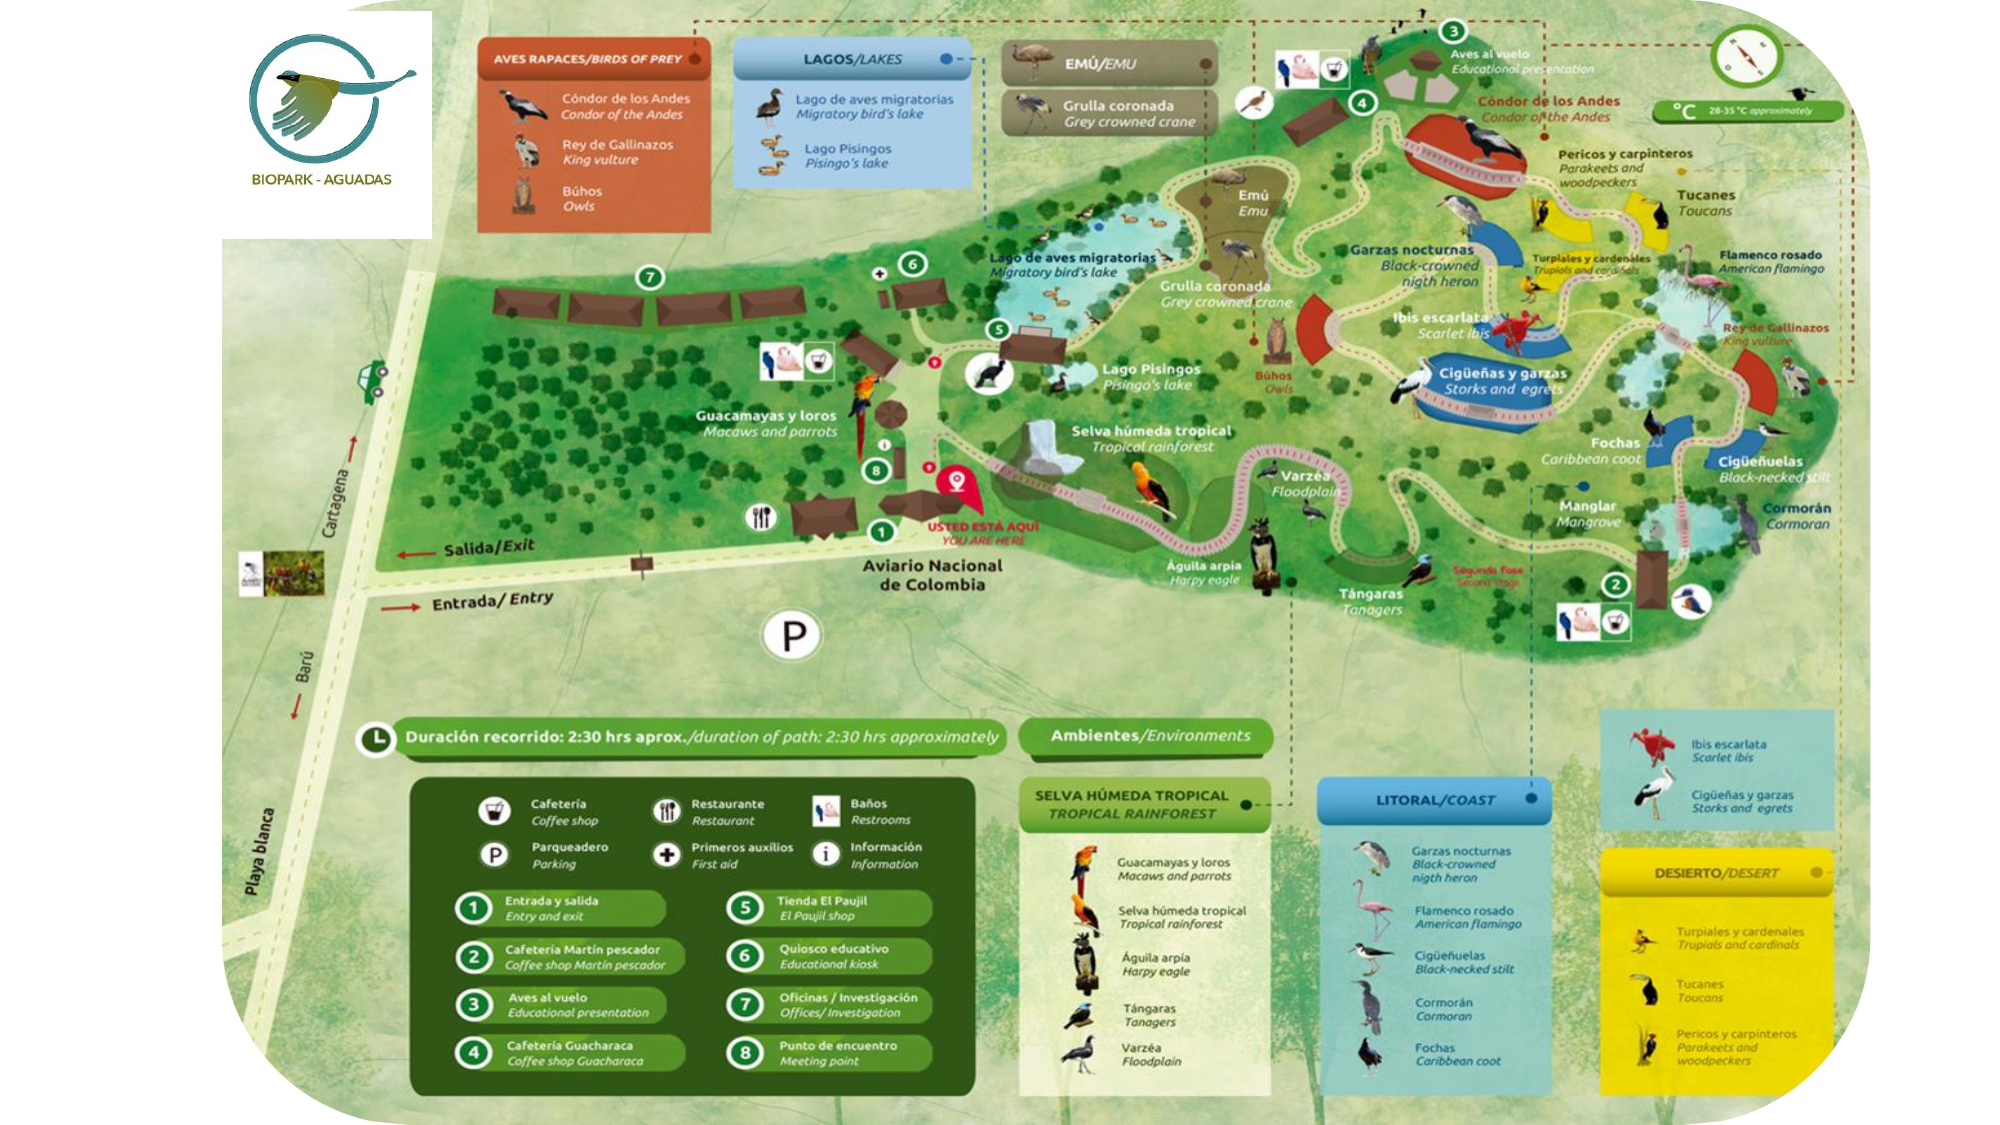 BIOPARK - AGUADAS
AVES RAPACES/BIRDS OF PREY
Cóndor de los Andes
Condor of the Andes
Rey de Gallinazos
King vulture
Búhos
Owls
LAGOS/LAKES
Lago de aves migratorias
Migratory bird's lake
Lago Pisingos
Pisingo's lake
EMÚ/EMU
Grulla coronada
Grey crowned crane
3
Aves al vuelo
Educational presentation
4
Cóndor de los Andes
Condor of the Andes
°C 28-35 °C approximately
Pericos y carpinteros
Parakeets and
woodpeckers
Tucanes
Toucans
Emú
Emu
Garzas nocturnas
Black-crowned
nigth heron
Turpiales y cardenales
Trupials and cardinals
Flamenco rosado
American flamingo
Lago de aves migratorias
Migratory bird's lake
Grulla coronada
Grey crowned crane
7
6
5
Ibis escarlata
Scarlet ibis
Rey de Gallinazos
King vulture
Lago Pisingos
Pisingo's lake
Búhos
Owls
Cigüeñas y garzas
Storks and egrets
Guacamayas y loros
Macaws and parrots
Selva húmeda tropical
Tropical rainforest
Fochas
Caribbean coot
Cigüeñuelas
Black-necked stilt
i
8
Varzéa
Floodplain
Manglar
Mangrove
Cormorán
Cormoran
Cartagena
1
USTED ESTÁ AQUÍ
YOU ARE HERE
Salida/Exit
Aviario Nacional
de Colombia
Águila arpía
Harpy eagle
Segunda fase
Second stage
Tángaras
Tanagers
2
Entrada/ Entry
P
Barú
Playa blanca
Duración recorrido: 2:30 hrs aprox./duration of path: 2:30 hrs approximately
Cafetería
Coffee shop
Restaurante
Restaurant
Baños
Restrooms
P
Parqueadero
Parking
Primeros auxilios
First aid
i
Información
Information
1
Entrada y salida
Entry and exit
2
Cafetería Martín pescador
Coffee shop Martín pescador
3
Aves al vuelo
Educational presentation
4
Cafetería Guacharaca
Coffee shop Guacharaca
5
Tienda El Paujil
El Paujil shop
6
Quiosco educativo
Educational kiosk
7
Oficinas / Investigación
Offices/ Investigation
8
Punto de encuentro
Meeting point
Ambientes/Environments
SELVA HÚMEDA TROPICAL
TROPICAL RAINFOREST
Guacamayas y loros
Macaws and parrots
Selva húmeda tropical
Tropical rainforest
Águila arpía
Harpy eagle
Tángaras
Tanagers
Varzéa
Floodplain
LITORAL/COAST
Garzas nocturnas
Black-crowned
nigth heron
Flamenco rosado
American flamingo
Cigüeñuelas
Black-necked stilt
Cormorán
Cormoran
Fochas
Caribbean coot
Ibis escarlata
Scarlet ibis
Cigüeñas y garzas
Storks and egrets
DESIERTO/DESERT
Turpiales y cardenales
Trupials and cardinals
Tucanes
Toucans
Pericos y carpinteros
Parakeets and
woodpeckers